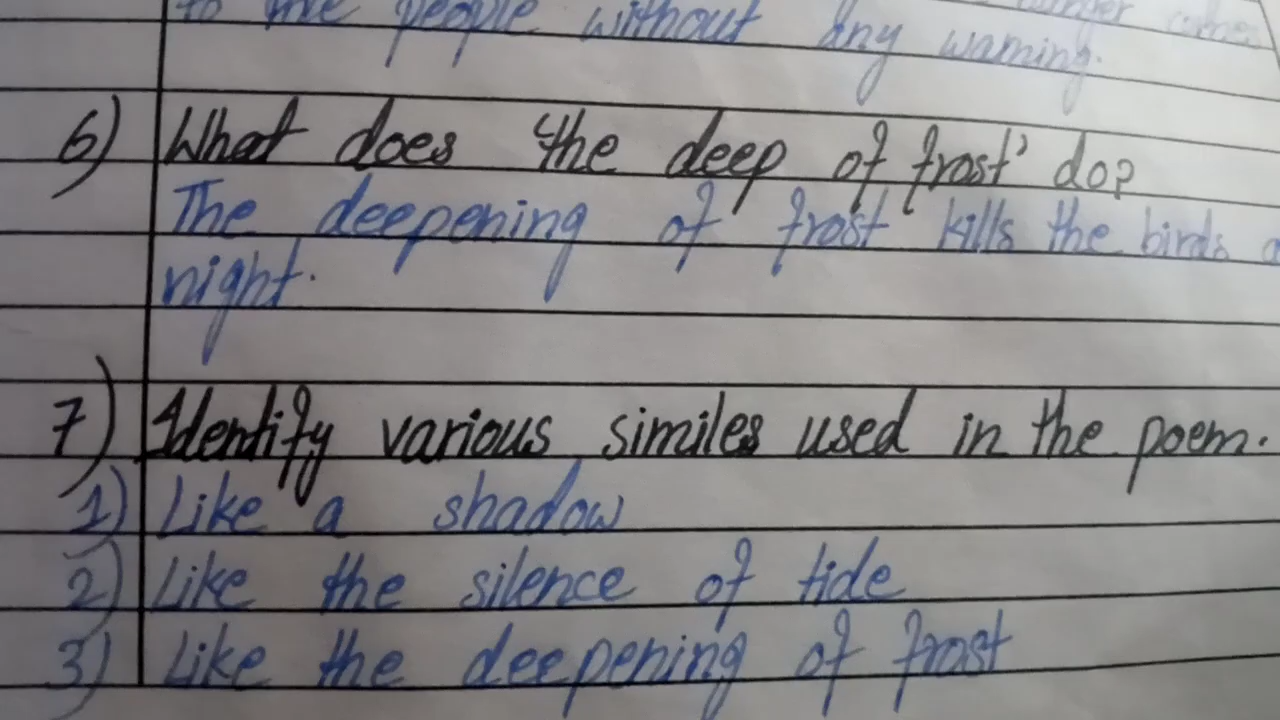 to the people without any warning.
6) What does 'the deep of frost' do?
The deepening of frost kills the birds
night.
7) Identify various similes used in the poem.
1) Like a shadow
2) Like the silence of tide
3) Like the deepening of frost